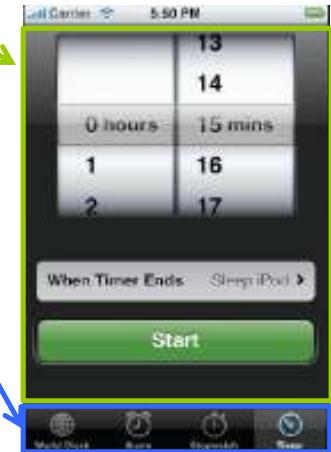 Carrier 5:50 PM
13
14
0 hours 15 mins
1 16
2 17
When Timer Ends Sleep iPod >
Start
World Clock Alarm Stopwatch Timer